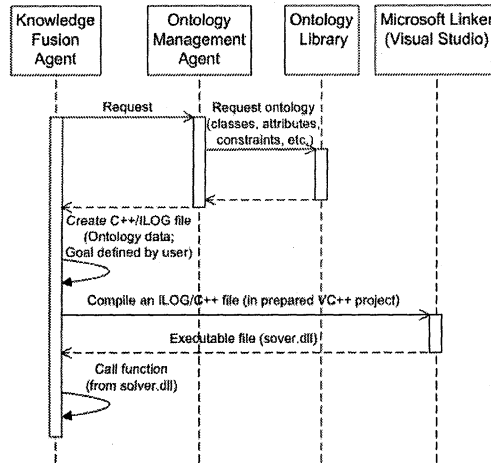 Knowledge
Fusion
Agent
Ontology
Management
Agent
Ontology
Library
Microsoft Linker
(Visual Studio)
Request
Request ontology
(classes, attributes,
constraints, etc.)
Create C++/ILOG file
(Ontology data;
Goal defined by user)
Compile an ILOG/C++ file (in prepared VC++ project)
Executable file (sover.dll)
Call function
(from solver.dll)